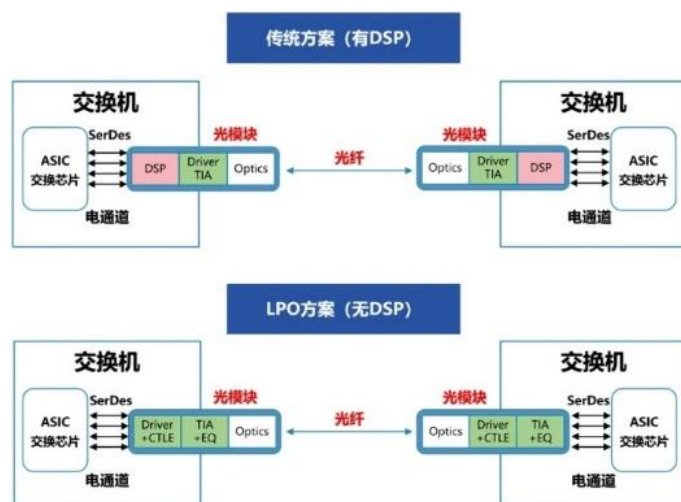 传统方案（有DSP）
交换机
SerDes
光模块
ASIC
交换芯片
DSP
Driver
TIA
Optics
电通道
光纤
光模块
交换机
SerDes
Optics
Driver
TIA
DSP
ASIC
交换芯片
电通道
LPO方案（无DSP）
交换机
SerDes
光模块
ASIC
交换芯片
Driver
+CTLE
TIA
+EQ
Optics
电通道
光纤
光模块
交换机
SerDes
Optics
Driver
+CTLE
TIA
+EQ
ASIC
交换芯片
电通道